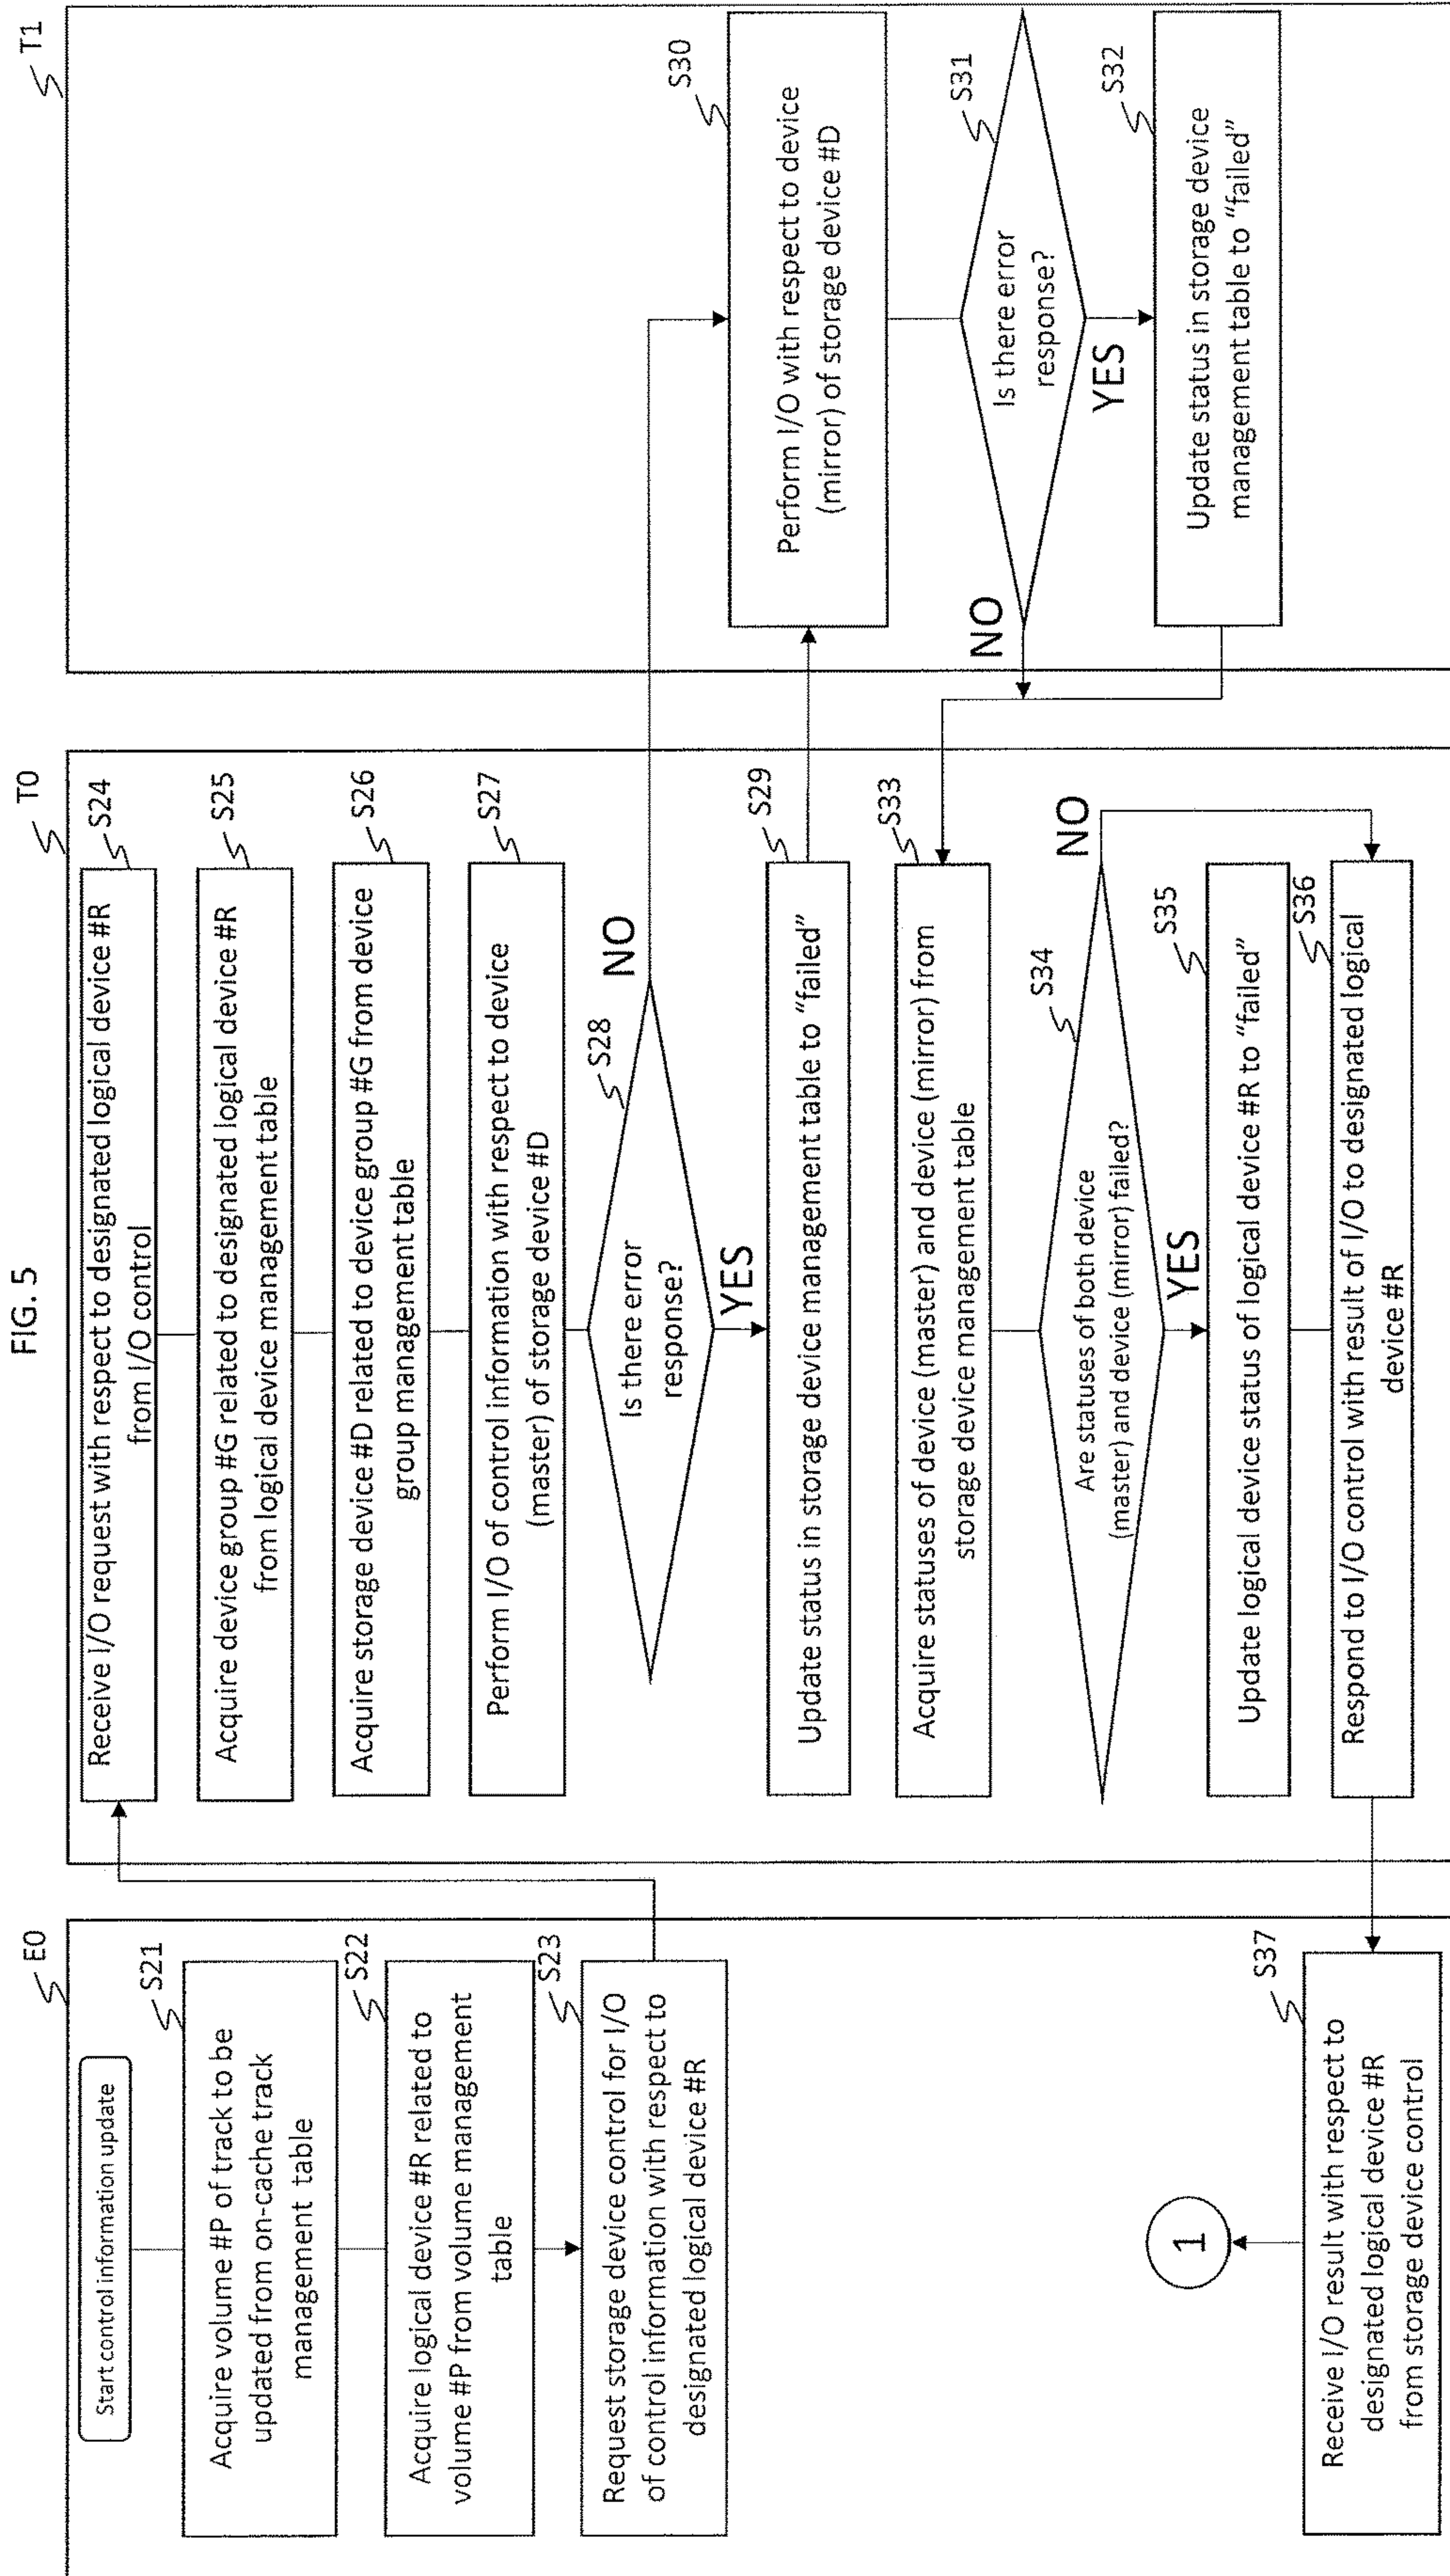 FIG. 5
E0
Start control information update
S21
Acquire volume #P of track to be
updated from on-cache track
management table
S22
Acquire logical device #R related to
volume #P from volume management
table
S23
Request storage device control for I/O
of control information with respect to
designated logical device #R
S37
Receive I/O result with respect to
designated logical device #R
from storage device control
1
T0
S24
Receive I/O request with respect to designated logical device #R
from I/O control
S25
Acquire device group #G related to designated logical device #R
from logical device management table
S26
Acquire storage device #D related to device group #G from device
group management table
S27
Perform I/O of control information with respect to device
(master) of storage device #D
S28
Is there error
response?
NO
YES
S29
Update status in storage device management table to “failed”
S33
Acquire statuses of device (master) and device (mirror) from
storage device management table
S34
Are statuses of both device
(master) and device (mirror) failed?
NO
YES
S35
Update logical device status of logical device #R to “failed”
S36
Respond to I/O control with result of I/O to designated logical
device #R
T1
S30
Perform I/O with respect to device
(mirror) of storage device #D
S31
Is there error
response?
NO
YES
S32
Update status in storage device
management table to “failed”